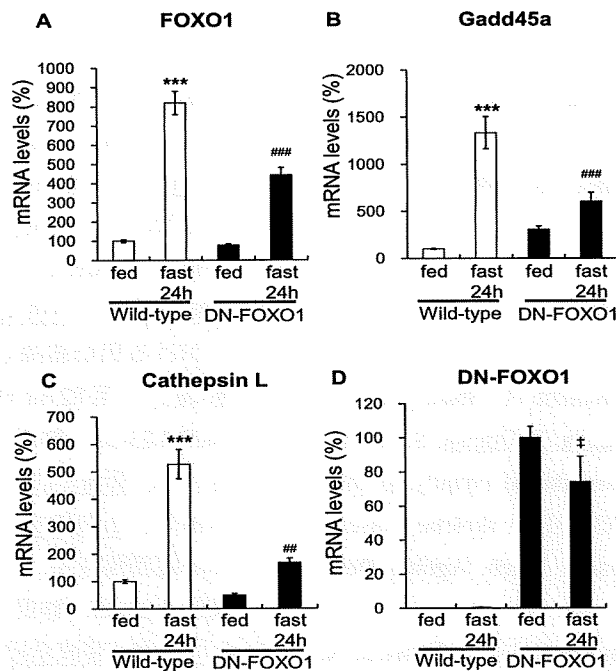 A FOXO1
mRNA levels (%)
1000
900
800
700
600
500
400
300
200
100
0
***
###
fed fast fed fast
24h 24h
Wild-type DN-FOXO1
B Gadd45a
mRNA levels (%)
2000
1500
1000
500
0
***
###
fed fast fed fast
24h 24h
Wild-type DN-FOXO1
C Cathepsin L
mRNA levels (%)
700
600
500
400
300
200
100
0
***
##
fed fast fed fast
24h 24h
Wild-type DN-FOXO1
D DN-FOXO1
mRNA levels (%)
120
100
80
60
40
20
0
‡
fed fast fed fast
24h 24h
Wild-type DN-FOXO1